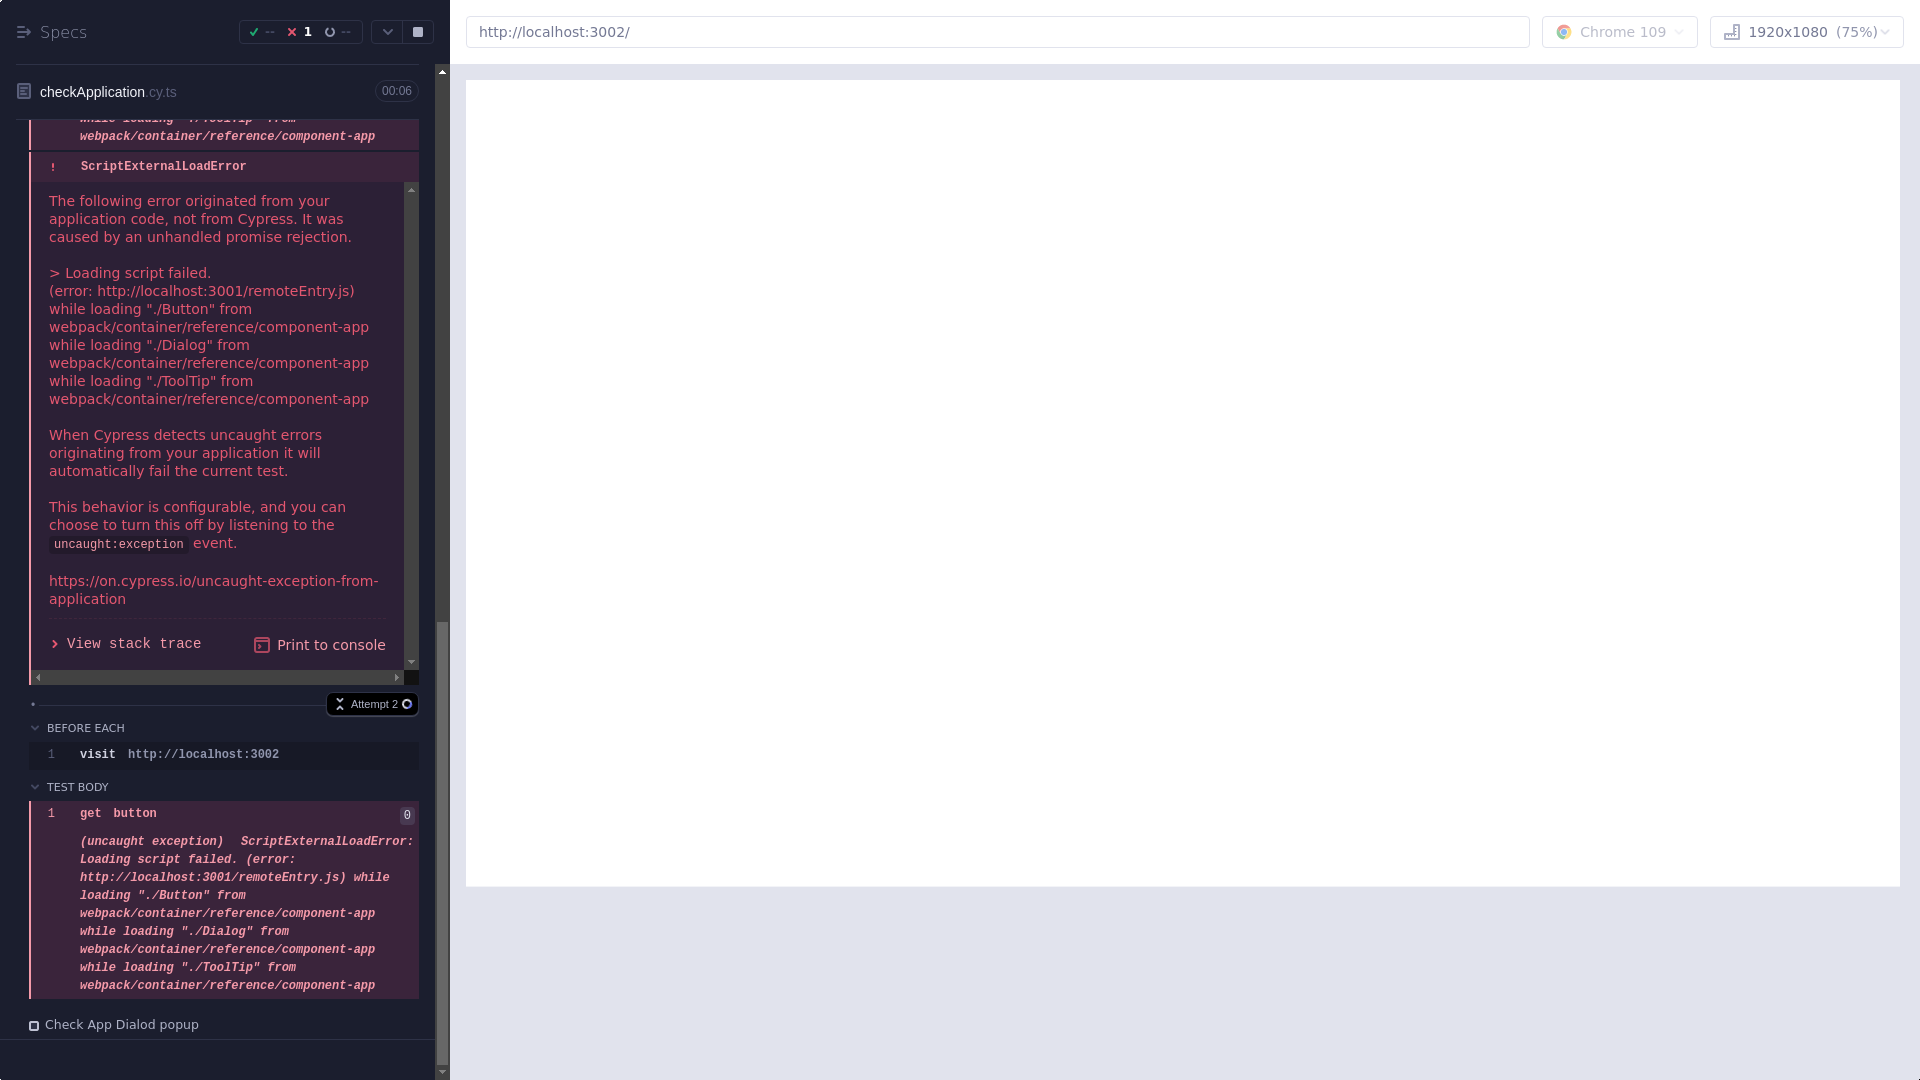 Specs
-- 1 --
checkApplication.cy.ts
00:06
while loading "./ToolTip" from
webpack/container/reference/component-app
! ScriptExternalLoadError
The following error originated from your
application code, not from Cypress. It was
caused by an unhandled promise rejection.
> Loading script failed.
(error: http://localhost:3001/remoteEntry.js)
while loading "./Button" from
webpack/container/reference/component-app
while loading "./Dialog" from
webpack/container/reference/component-app
while loading "./ToolTip" from
webpack/container/reference/component-app
When Cypress detects uncaught errors
originating from your application it will
automatically fail the current test.
This behavior is configurable, and you can
choose to turn this off by listening to the
uncaught:exception event.
https://on.cypress.io/uncaught-exception-from-
application
View stack trace
Print to console
Attempt 2
BEFORE EACH
1 visit http://localhost:3002
TEST BODY
1 get button 0
(uncaught exception) ScriptExternalLoadError:
Loading script failed. (error:
http://localhost:3001/remoteEntry.js) while
loading "./Button" from
webpack/container/reference/component-app
while loading "./Dialog" from
webpack/container/reference/component-app
while loading "./ToolTip" from
webpack/container/reference/component-app
Check App Dialod popup
http://localhost:3002/
Chrome 109
1920x1080 (75%)